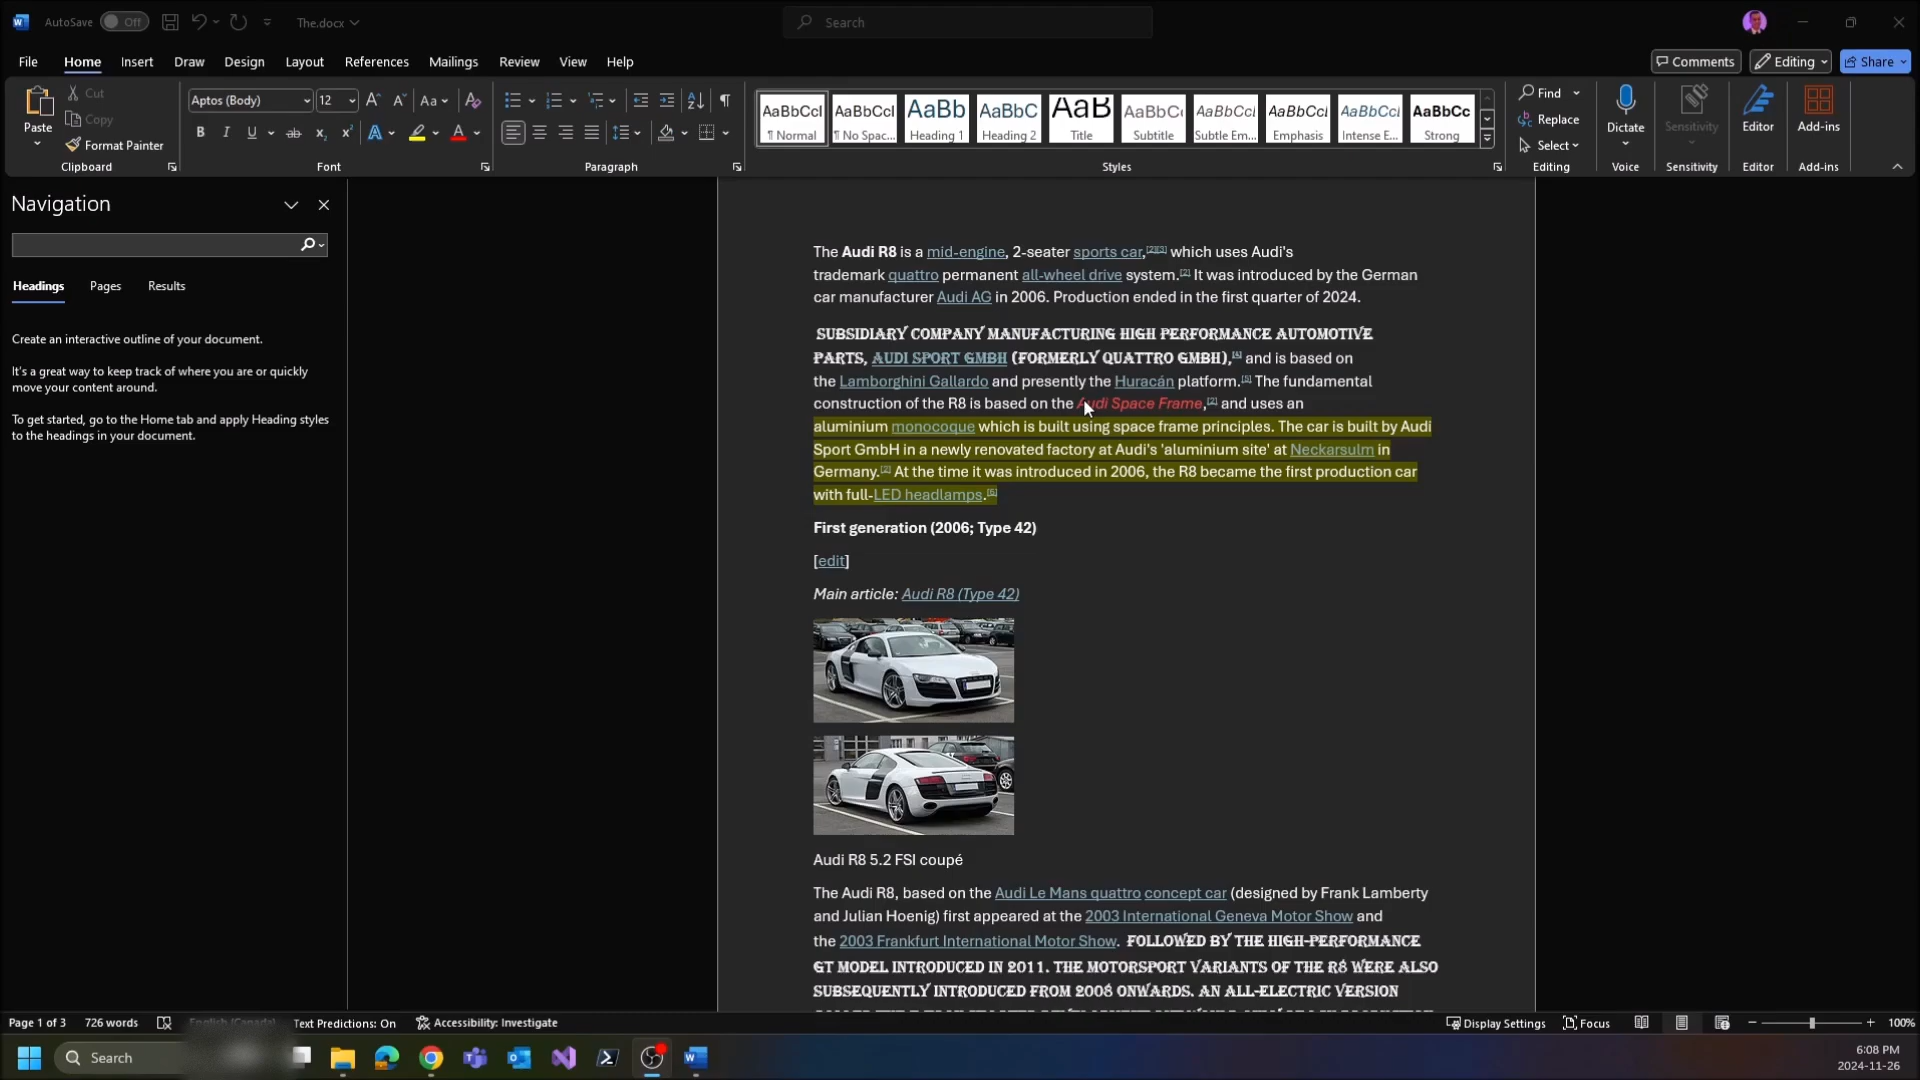 AutoSave Off The.docx Search
File Home Insert Draw Design Layout References Mailings Review View Help Comments Editing Share
Paste Cut Copy Format Painter Clipboard
Aptos (Body) 12 Aa Font
Paragraph
AaBbCcI AaBbCcI AaBb AaBbC AaB AaBbC AaBbCcI AaBbCcI AaBbCcI AaBbCc
¶ Normal ¶ No Spac... Heading 1 Heading 2 Title Subtitle Subtle Em... Emphasis Intense E... Strong
Styles
Find Replace Select Editing
Dictate Voice
Sensitivity Sensitivity
Editor Editor
Add-ins Add-ins
Navigation
Headings Pages Results
Create an interactive outline of your document.
It's a great way to keep track of where you are or quickly
move your content around.
To get started, go to the Home tab and apply Heading styles
to the headings in your document.
The Audi R8 is a mid-engine, 2-seater sports car,[2][3] which uses Audi's
trademark quattro permanent all-wheel drive system.[2] It was introduced by the German
car manufacturer Audi AG in 2006. Production ended in the first quarter of 2024.
SUBSIDIARY COMPANY MANUFACTURING HIGH PERFORMANCE AUTOMOTIVE
PARTS, AUDI SPORT GMBH (FORMERLY QUATTRO GMBH),[4] and is based on
the Lamborghini Gallardo and presently the Huracán platform.[5] The fundamental
construction of the R8 is based on the Audi Space Frame,[2] and uses an
aluminium monocoque which is built using space frame principles. The car is built by Audi
Sport GmbH in a newly renovated factory at Audi's 'aluminium site' at Neckarsulm in
Germany.[2] At the time it was introduced in 2006, the R8 became the first production car
with full-LED headlamps.[6]
First generation (2006; Type 42)
[edit]
Main article: Audi R8 (Type 42)
Audi R8 5.2 FSI coupé
The Audi R8, based on the Audi Le Mans quattro concept car (designed by Frank Lamberty
and Julian Hoenig) first appeared at the 2003 International Geneva Motor Show and
the 2003 Frankfurt International Motor Show. FOLLOWED BY THE HIGH-PERFORMANCE
GT MODEL INTRODUCED IN 2011. THE MOTORSPORT VARIANTS OF THE R8 WERE ALSO
SUBSEQUENTLY INTRODUCED FROM 2008 ONWARDS. AN ALL-ELECTRIC VERSION
Page 1 of 3 726 words English (Canada) Text Predictions: On Accessibility: Investigate Display Settings Focus 100%
Search
6:08 PM
2024-11-26